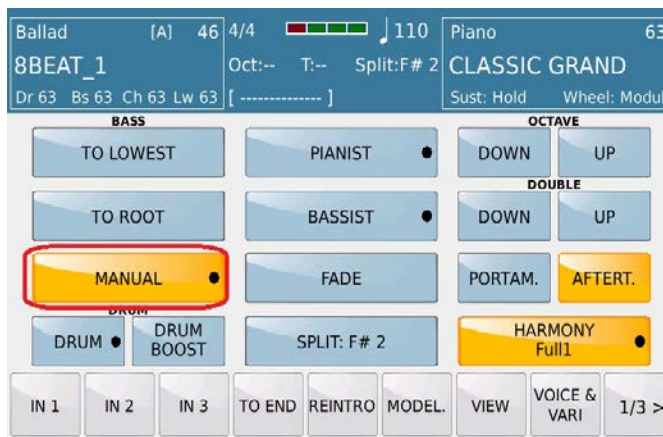 Ballad [A] 46
8BEAT_1
Dr 63 Bs 63 Ch 63 Lw 63
4/4 110
Oct:-- T:-- Split:F# 2
[ -------------- ]
Piano 63
CLASSIC GRAND
Sust: Hold Wheel: Modul
BASS
TO LOWEST
TO ROOT
MANUAL
DRUM
DRUM
DRUM
BOOST
PIANIST
BASSIST
FADE
SPLIT: F# 2
OCTAVE
DOWN UP
DOUBLE
DOWN UP
PORTAM. AFTERT.
HARMONY
Full1
IN 1 IN 2 IN 3 TO END REINTRO MODEL. VIEW VOICE &
VARI 1/3 >